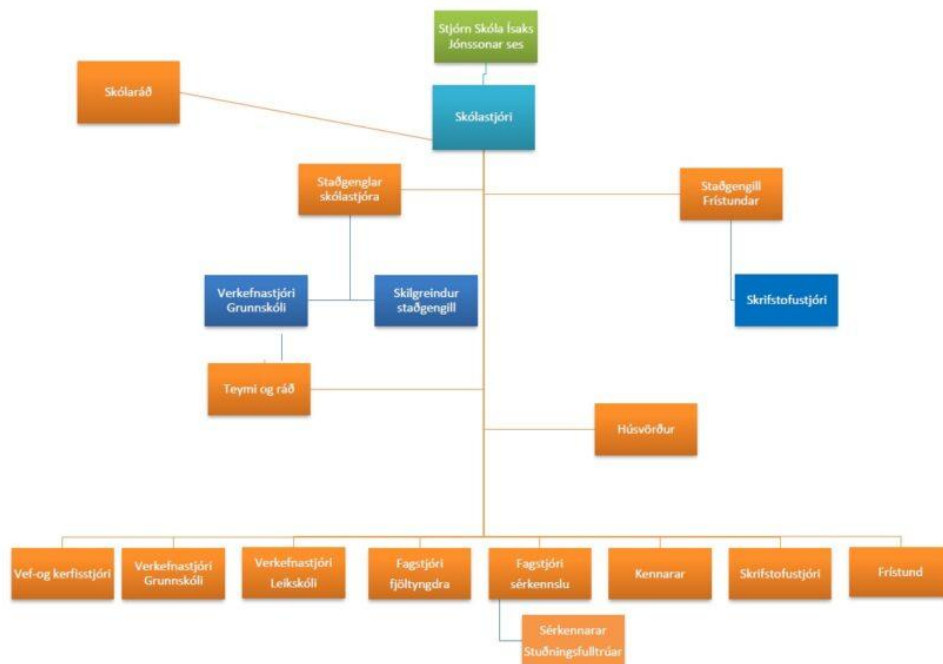 Stjórn Skóla Ísaks
Jónssonar ses
Skólaráð
Skólastjóri
Staðgenglar
skólastjóra
Staðgengill
Frístundar
Verkefnastjóri
Grunnskóli
Skilgreindur
staðgengill
Skrifstofustjóri
Teymi og ráð
Húsvörður
Vef-og kerfisstjóri
Verkefnastjóri
Grunnskóli
Verkefnastjóri
Leikskóli
Fagstjóri
fjöltyngdra
Fagstjóri
sérkennslu
Kennarar
Skrifstofustjóri
Frístund
Sérkennarar
Stuðningsfulltrúar